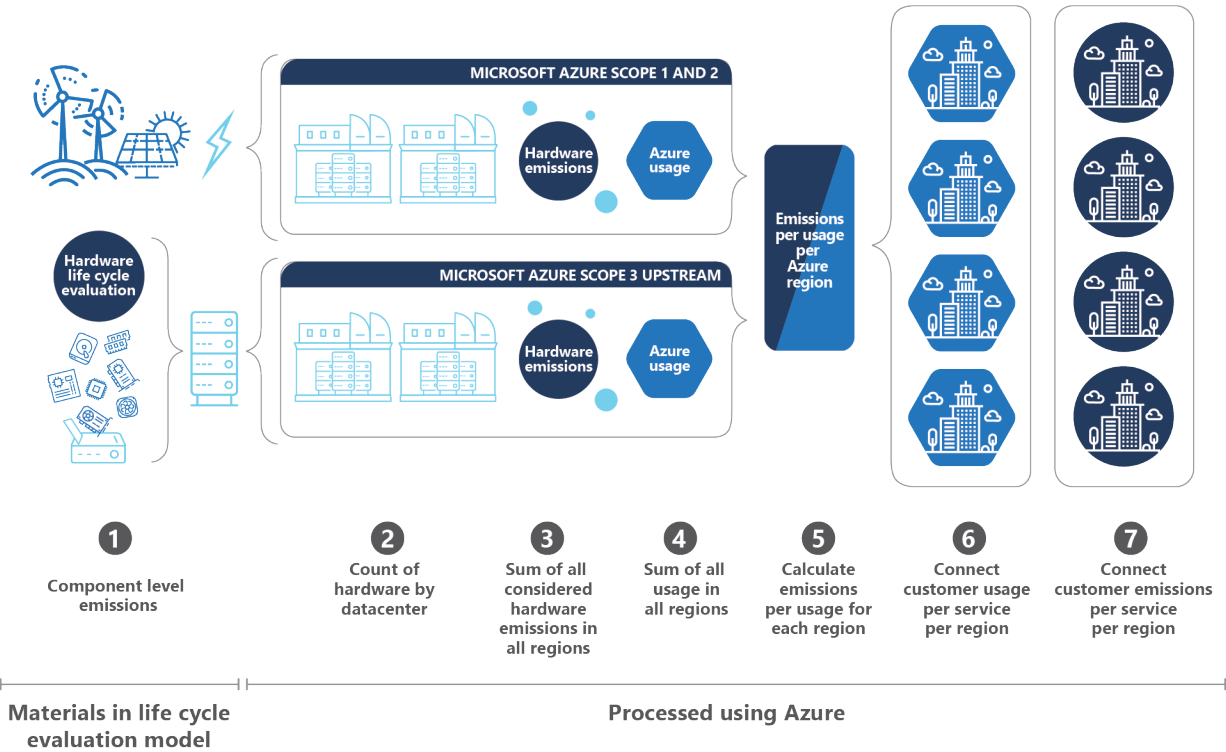 MICROSOFT AZURE SCOPE 1 AND 2
Hardware
emissions
Azure
usage
Hardware
life cycle
evaluation
MICROSOFT AZURE SCOPE 3 UPSTREAM
Hardware
emissions
Azure
usage
Emissions
per usage
per
Azure
region
1
Component level
emissions
2
Count of
hardware by
datacenter
3
Sum of all
considered
hardware
emissions in
all regions
4
Sum of all
usage in
all regions
5
Calculate
emissions
per usage for
each region
6
Connect
customer usage
per service
per region
7
Connect
customer emissions
per service
per region
Materials in life cycle
evaluation model
Processed using Azure